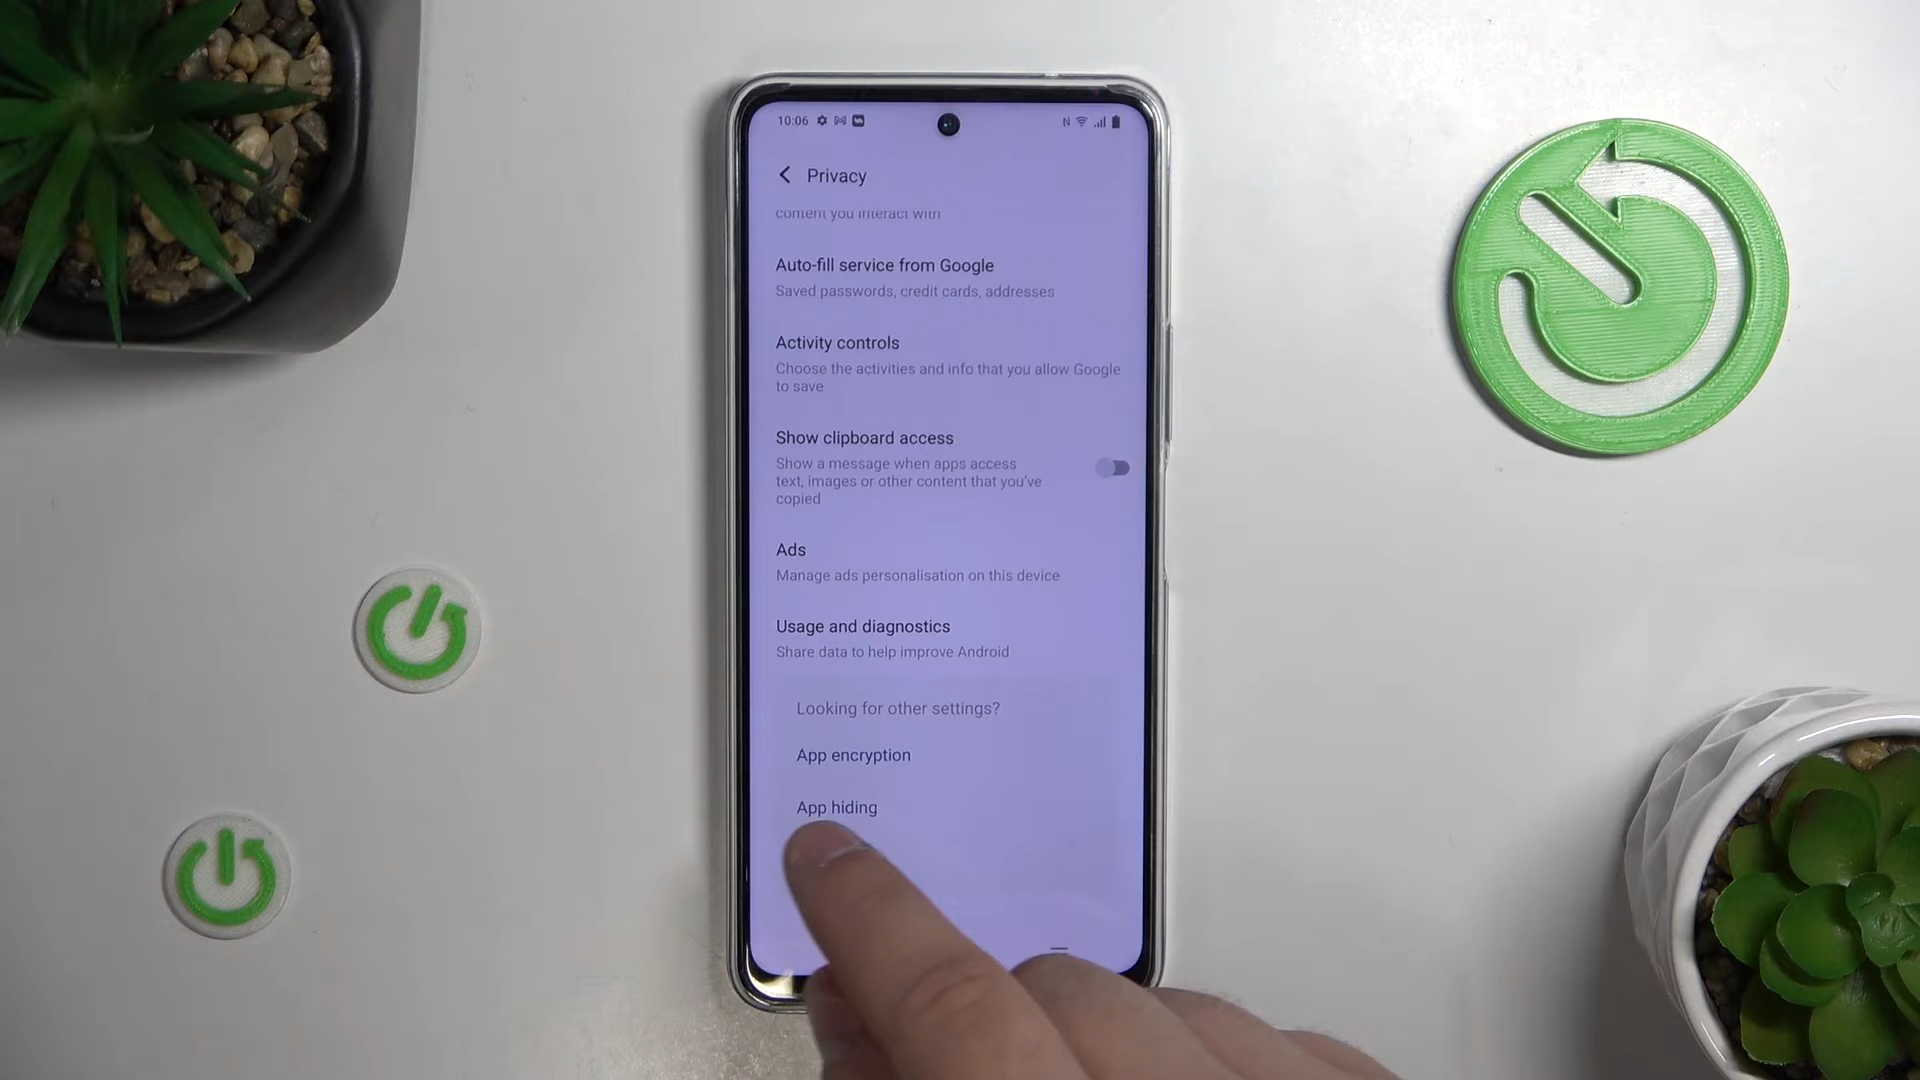 10:06
Privacy
content you interact with
Auto-fill service from Google
Saved passwords, credit cards, addresses
Activity controls
Choose the activities and info that you allow Google
to save
Show clipboard access
Show a message when apps access
text, images or other content that you've
copied
Ads
Manage ads personalisation on this device
Usage and diagnostics
Share data to help improve Android
Looking for other settings?
App encryption
App hiding